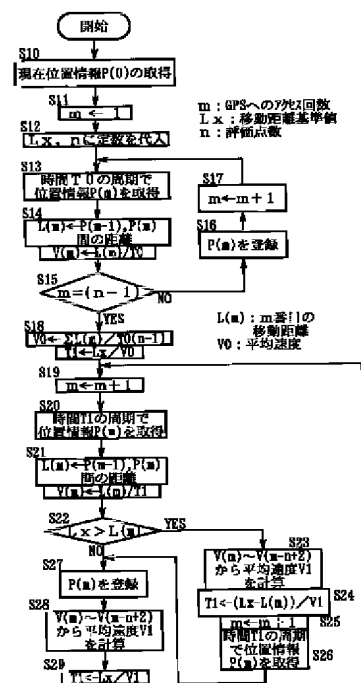 開始
S10
現在位置情報P(0)の取得
S11
m ← 1
S12
Lx, nに定数を代入
m:GPSへのアクセス回数
Lx:移動距離基準値
n:評価点数
S13
時間T0の周期で
位置情報P(m)を取得
S14
L(m)←P(m-1),P(m)
間の距離
V(m)←L(m)/T0
S17
m←m+1
S16
P(m)を登録
S15
m=(n-1)
NO
YES
L(m):m番目の
移動距離
V0:平均速度
S18
V0←ΣL(m)/T0(n-1)
T1←Lx/V0
S19
m←m+1
S20
時間T1の周期で
位置情報P(m)を取得
S21
L(m)←P(m-1),P(m)
間の距離
V(m)←L(m)/T1
S22
Lx>L(m)
YES
NO
S23
V(m)~V(m-n+2)
から平均速度V1
を計算
S24
T1←(Lx-L(m))/V1
S25
m←m+1
S26
時間T1の周期
で位置情報
P(m)を取得
S27
P(m)を登録
S28
V(m)~V(m-n+2)
から平均速度V1
を計算
S29
T1←Lx/V1